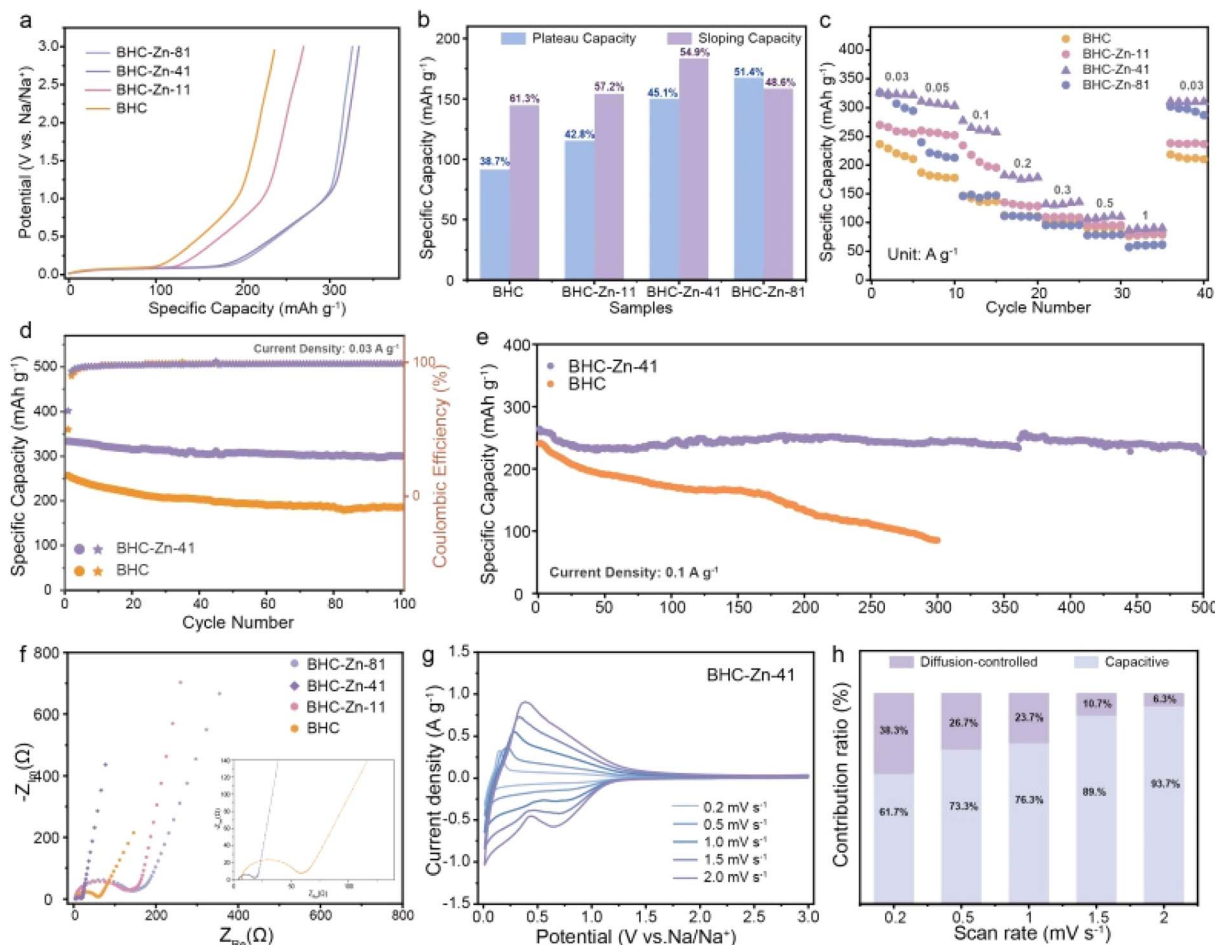 a
Potential (V vs. Na/Na⁺)
3.0
2.5
2.0
1.5
1.0
0.5
0.0
BHC-Zn-81
BHC-Zn-41
BHC-Zn-11
BHC
0 100 200 300
Specific Capacity (mAh g⁻¹)
b
Specific Capacity (mAh g⁻¹)
200
150
100
50
0
Plateau Capacity Sloping Capacity
38.7% 61.3% 42.8% 57.2% 45.1% 54.9% 51.4% 48.6%
BHC BHC-Zn-11 BHC-Zn-41 BHC-Zn-81
Samples
c
Specific Capacity (mAh g⁻¹)
400
350
300
250
200
150
100
50
0
BHC
BHC-Zn-11
BHC-Zn-41
BHC-Zn-81
0.03 0.05 0.1 0.2 0.3 0.5 1 0.03
Unit: A g⁻¹
0 10 20 30 40
Cycle Number
d
Specific Capacity (mAh g⁻¹)
500
400
300
200
100
0
Current Density: 0.03 A g⁻¹
100
0
Coulombic Efficiency (%)
BHC-Zn-41
BHC
0 20 40 60 80 100
Cycle Number
e
Specific Capacity (mAh g⁻¹)
400
300
200
100
0
BHC-Zn-41
BHC
Current Density: 0.1 A g⁻¹
0 50 100 150 200 250 300 350 400 450 500
f
-Z_Im(Ω)
800
600
400
200
0
BHC-Zn-81
BHC-Zn-41
BHC-Zn-11
BHC
140
120
100
80
60
40
20
0
-Z_Im(Ω)
0 50 100
Z_Re(Ω)
0 200 400 600 800
Z_Re(Ω)
g
Current density (A g⁻¹)
1.5
1.0
0.5
0.0
-0.5
-1.0
-1.5
BHC-Zn-41
0.2 mV s⁻¹
0.5 mV s⁻¹
1.0 mV s⁻¹
1.5 mV s⁻¹
2.0 mV s⁻¹
0.0 0.5 1.0 1.5 2.0 2.5 3.0
Potential (V vs.Na/Na⁺)
h
Contribution ratio (%)
Diffusion-controlled Capacitive
38.3% 26.7% 23.7% 10.7% 6.3%
61.7% 73.3% 76.3% 89.% 93.7%
0.2 0.5 1 1.5 2
Scan rate (mV s⁻¹)